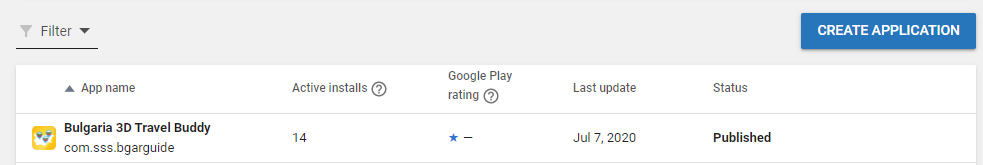 Filter
CREATE APPLICATION
App name
Active installs ?
Google Play
rating ?
Last update
Status
Bulgaria 3D Travel Buddy
com.sss.bgarguide
14
★ —
Jul 7, 2020
Published